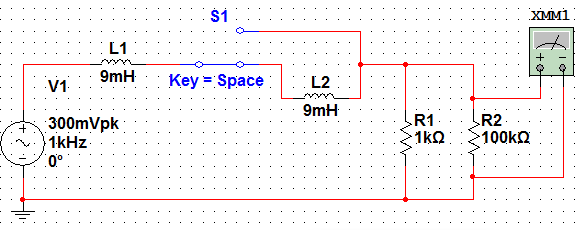 S1
XMM1
L1
9mH
Key = Space
L2
9mH
V1
300mVpk
1kHz
0°
R1
1kΩ
R2
100kΩ